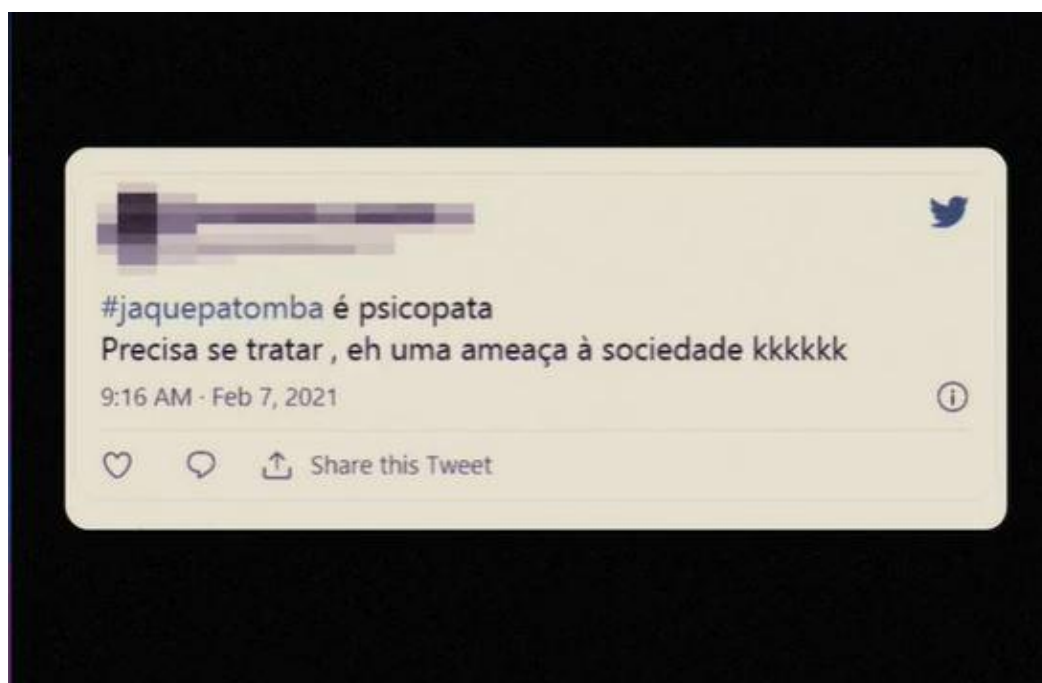 #jaquepatomba é psicopata
Precisa se tratar , eh uma ameaça à sociedade kkkkkk
9:16 AM · Feb 7, 2021
Share this Tweet